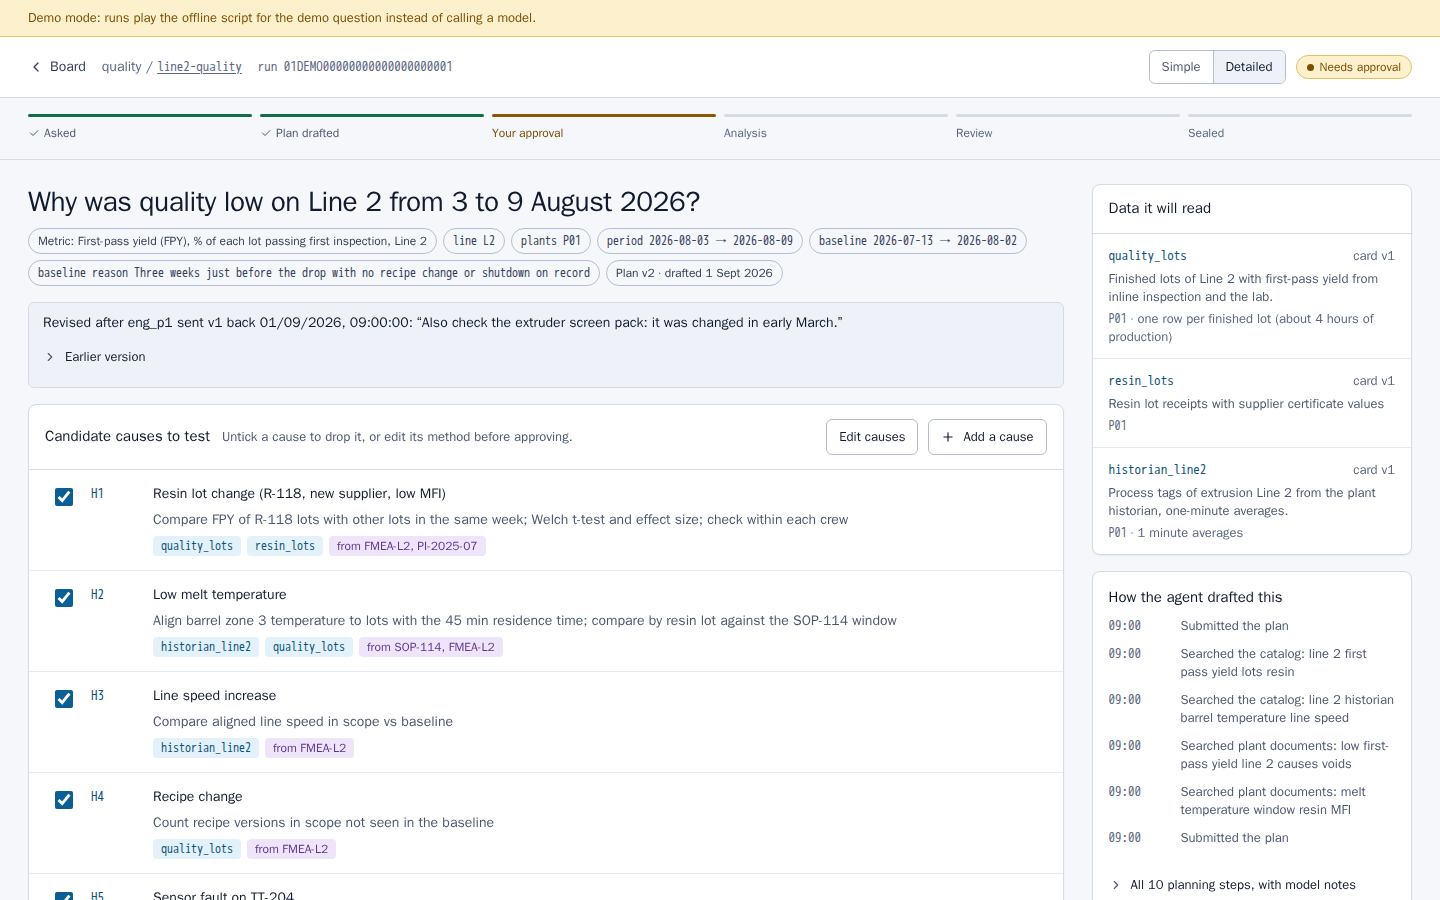 Demo mode: runs play the offline script for the demo question instead of calling a model.
Board quality / line2-quality run 01DEMO00000000000000000001
Simple Detailed Needs approval
Asked Plan drafted Your approval Analysis Review Sealed
Why was quality low on Line 2 from 3 to 9 August 2026?
Metric: First-pass yield (FPY), % of each lot passing first inspection, Line 2 line L2 plants P01 period 2026-08-03 → 2026-08-09 baseline 2026-07-13 → 2026-08-02
baseline reason Three weeks just before the drop with no recipe change or shutdown on record Plan v2 · drafted 1 Sept 2026
Revised after eng_p1 sent v1 back 01/09/2026, 09:00:00: “Also check the extruder screen pack: it was changed in early March.”
Earlier version
Candidate causes to test Untick a cause to drop it, or edit its method before approving. Edit causes + Add a cause
H1 Resin lot change (R-118, new supplier, low MFI)
Compare FPY of R-118 lots with other lots in the same week; Welch t-test and effect size; check within each crew
quality_lots resin_lots from FMEA-L2, PI-2025-07
H2 Low melt temperature
Align barrel zone 3 temperature to lots with the 45 min residence time; compare by resin lot against the SOP-114 window
historian_line2 quality_lots from SOP-114, FMEA-L2
H3 Line speed increase
Compare aligned line speed in scope vs baseline
historian_line2 from FMEA-L2
H4 Recipe change
Count recipe versions in scope not seen in the baseline
quality_lots from FMEA-L2
H5 Sensor fault on TT-204
Data it will read
quality_lots card v1
Finished lots of Line 2 with first-pass yield from
inline inspection and the lab.
P01 · one row per finished lot (about 4 hours of
production)
resin_lots card v1
Resin lot receipts with supplier certificate values
P01
historian_line2 card v1
Process tags of extrusion Line 2 from the plant
historian, one-minute averages.
P01 · 1 minute averages
How the agent drafted this
09:00 Submitted the plan
09:00 Searched the catalog: line 2 first
pass yield lots resin
09:00 Searched the catalog: line 2 historian
barrel temperature line speed
09:00 Searched plant documents: low first-
pass yield line 2 causes voids
09:00 Searched plant documents: melt
temperature window resin MFI
09:00 Submitted the plan
All 10 planning steps, with model notes